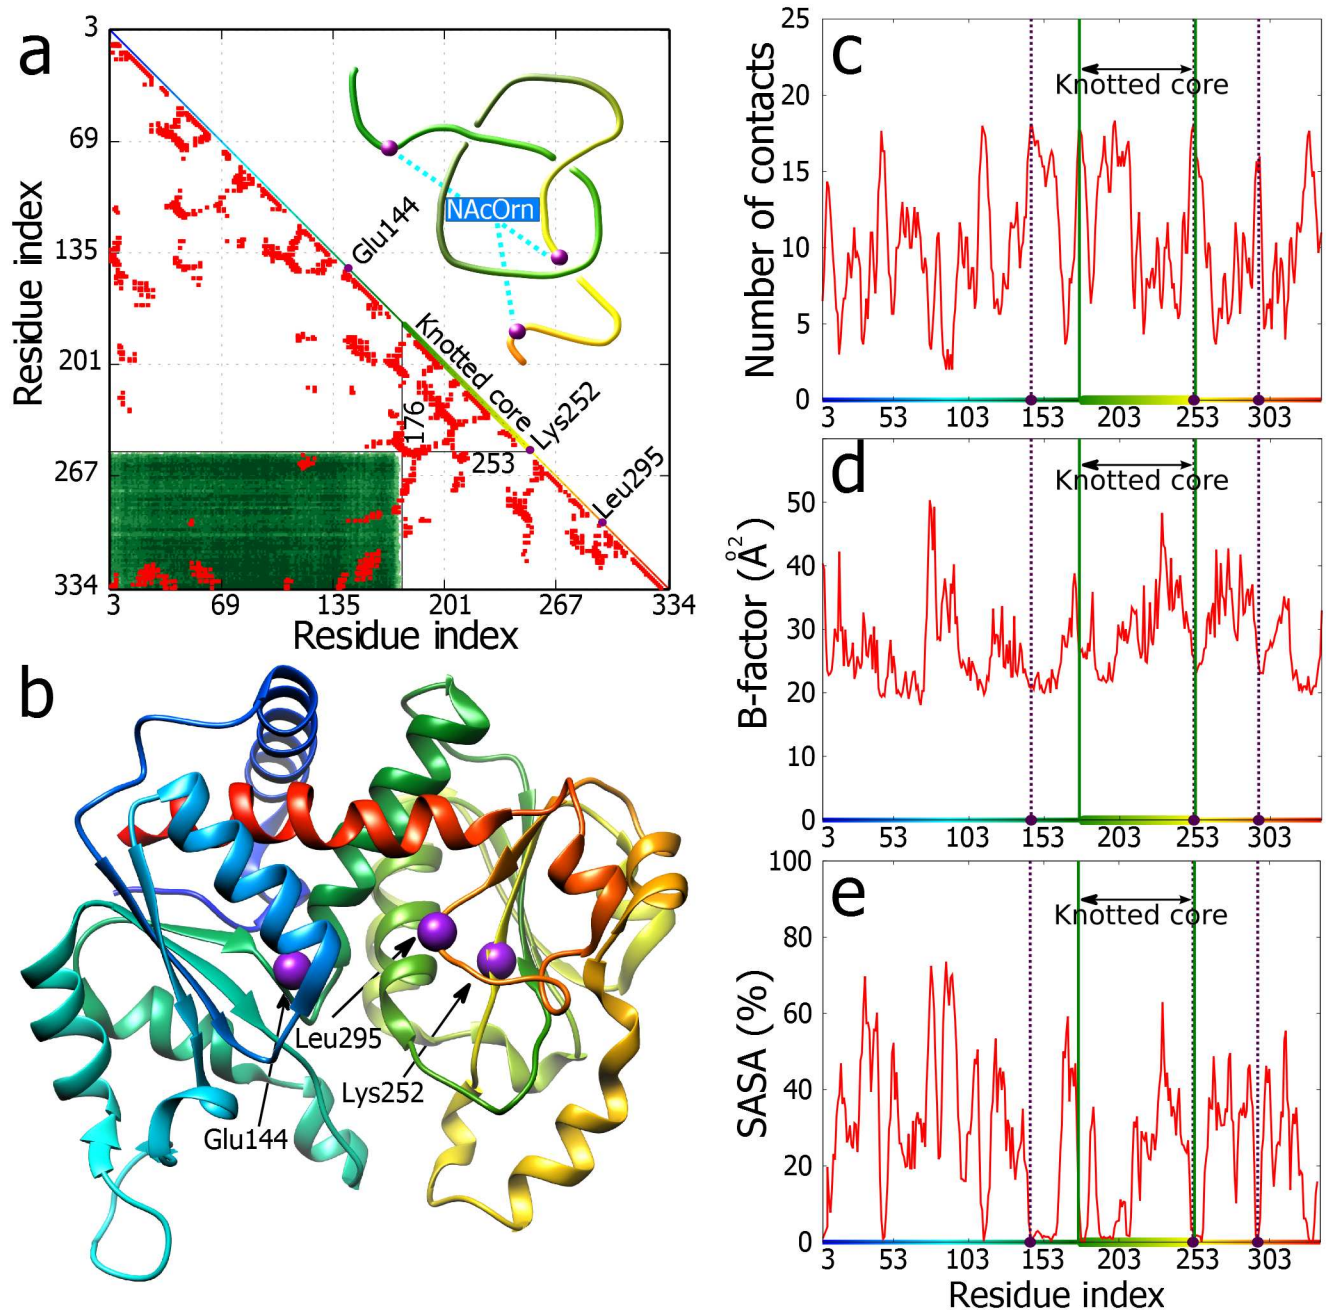 a
3
69
135
201
267
334
Residue index
3
69
135
201
267
334
Residue index
Glu144
Knotted core
Lys252
Leu295
176
253
NAcOrn
b
Leu295
Lys252
Glu144
c
Knotted core
Number of contacts
25
20
15
10
5
0
3
53
103
153
203
253
303
d
Knotted core
B-factor (Å²)
50
40
30
20
10
0
3
53
103
153
203
253
303
e
Knotted core
SASA (%)
100
80
60
40
20
0
3
53
103
153
203
253
303
Residue index